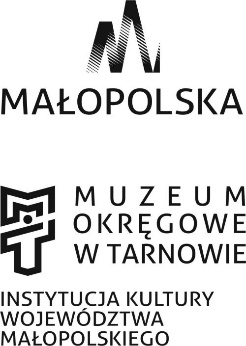 MAŁOPOLSKA
MUZEUM
OKRĘGOWE
W TARNOWIE
INSTYTUCJA KULTURY
WOJEWÓDZTWA
MAŁOPOLSKIEGO